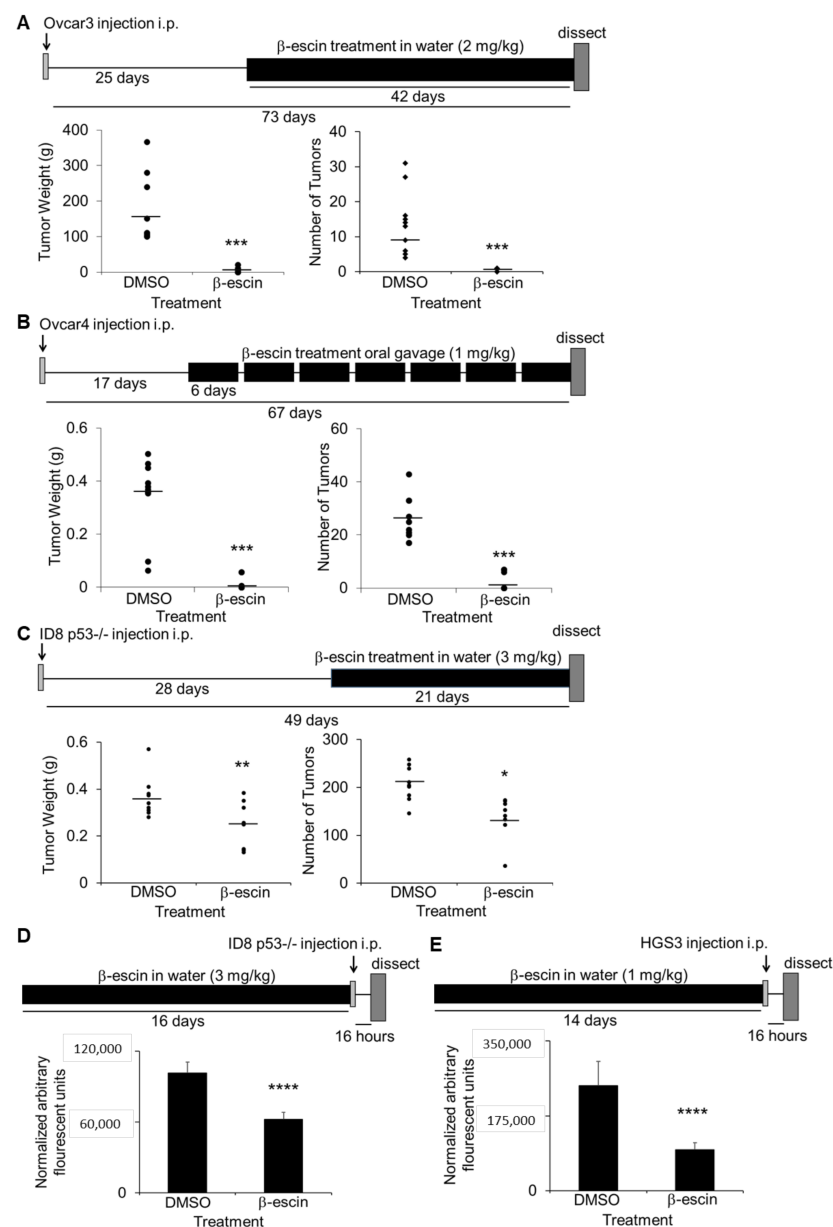 A
Ovcar3 injection i.p.
dissect
β-escin treatment in water (2 mg/kg)
25 days
42 days
73 days
Tumor Weight (g)
400
300
200
100
0
***
DMSO
β-escin
Treatment
Number of Tumors
40
30
20
10
0
***
DMSO
β-escin
Treatment
B
Ovcar4 injection i.p.
dissect
β-escin treatment oral gavage (1 mg/kg)
17 days
6 days
67 days
Tumor Weight (g)
0.6
0.4
0.2
0
***
DMSO
β-escin
Treatment
Number of Tumors
60
40
20
0
***
DMSO
β-escin
Treatment
C
ID8 p53-/- injection i.p.
dissect
β-escin treatment in water (3 mg/kg)
28 days
21 days
49 days
Tumor Weight (g)
0.6
0.4
0.2
0
**
DMSO
β-escin
Treatment
Number of Tumors
300
200
100
0
*
DMSO
β-escin
Treatment
D
ID8 p53-/- injection i.p.
dissect
β-escin in water (3 mg/kg)
16 days
16 hours
Normalized arbitrary
flourescent units
120,000
60,000
0
****
DMSO
β-escin
Treatment
E
HGS3 injection i.p.
dissect
β-escin in water (1 mg/kg)
14 days
16 hours
Normalized arbitrary
flourescent units
350,000
175,000
0
****
DMSO
β-escin
Treatment